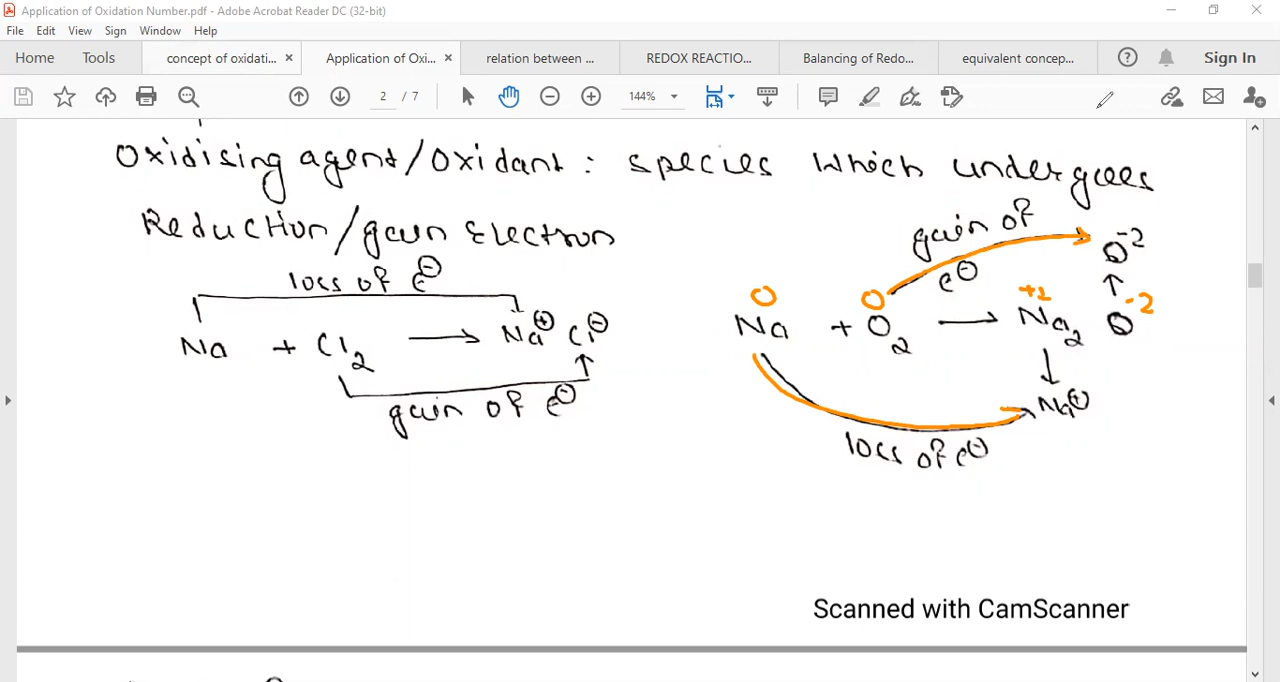 Application of Oxidation Number.pdf - Adobe Acrobat Reader DC (32-bit)
File Edit View Sign Window Help
Home Tools concept of oxidati... Application of Oxi... relation between ... REDOX REACTIO... Balancing of Redo... equivalent concep... Sign In
2 / 7 144%
Oxidising agent/Oxidant : species which undergoes
Reduction/gain Electron
loss of e⊖
Na + Cl2 → Na⊕ Cl⊖
gain of e⊖
gain of e⊖
O-2
0 0 +2 -2
Na + O2 → Na2 O
Na⊕
loss of e⊖
Scanned with CamScanner